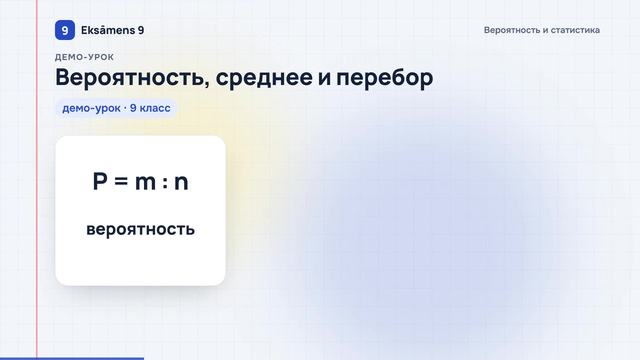 9 Eksāmens 9
Вероятность и статистика
ДЕМО-УРОК
Вероятность, среднее и перебор
демо-урок · 9 класс
P = m : n
вероятность